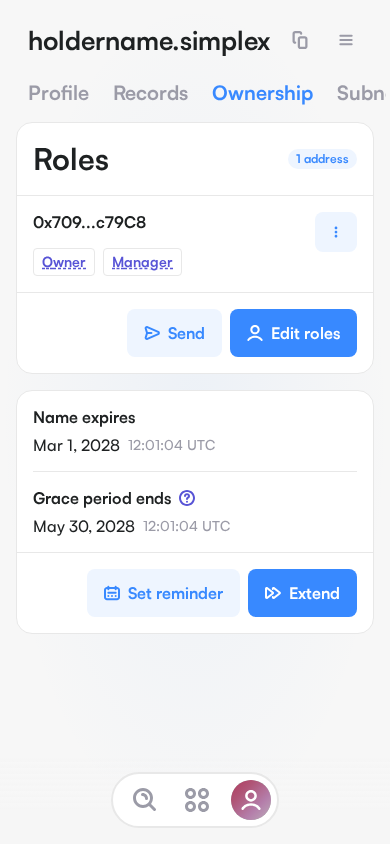 holdername.simplex
Profile Records Ownership Subn
Roles
1 address
0x709...c79C8
Owner Manager
Send Edit roles
Name expires
Mar 1, 2028 12:01:04 UTC
Grace period ends
May 30, 2028 12:01:04 UTC
Set reminder Extend